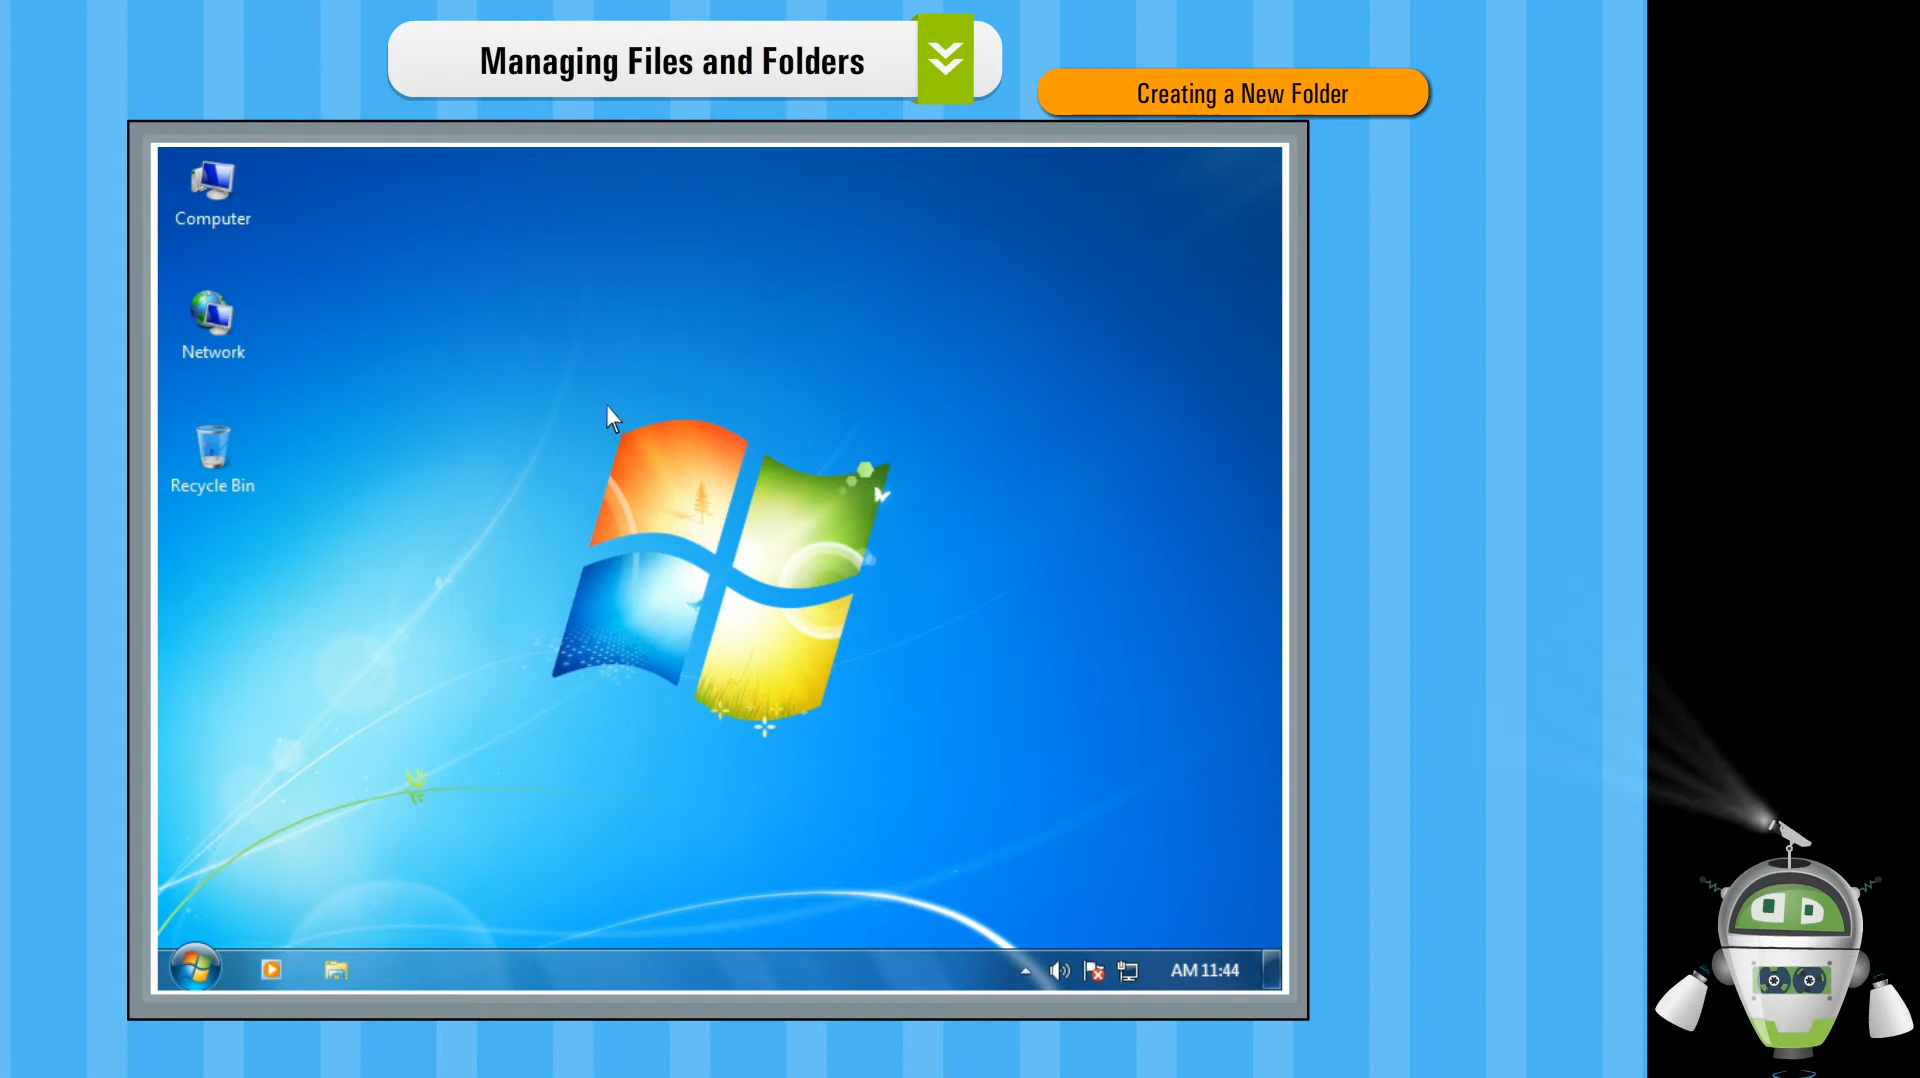 Managing Files and Folders
Creating a New Folder
Computer
Network
Recycle Bin
AM 11:44